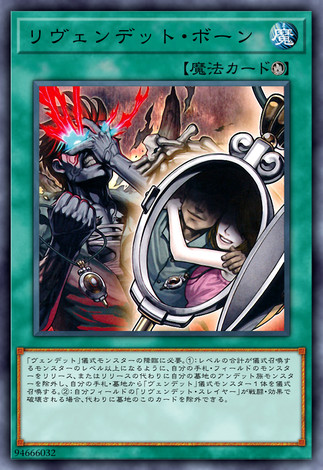 リヴェンデット・ボーン
魔
【魔法カード】
「ヴェンデット」儀式モンスターの降臨に必要。①:レベルの合計が儀式召喚す
るモンスターのレベル以上になるように、自分の手札・フィールドのモンスタ
ーをリリース、またはリリースの代わりに自分の墓地のアンデット族モンスタ
ーを除外し、自分の手札・墓地から「ヴェンデット」儀式モンスター1体を儀式召
喚する。②:自分フィールドの「リヴェンデット・スレイヤー」が戦闘・効果で
破壊される場合、代わりに墓地のこのカードを除外できる。
94666032